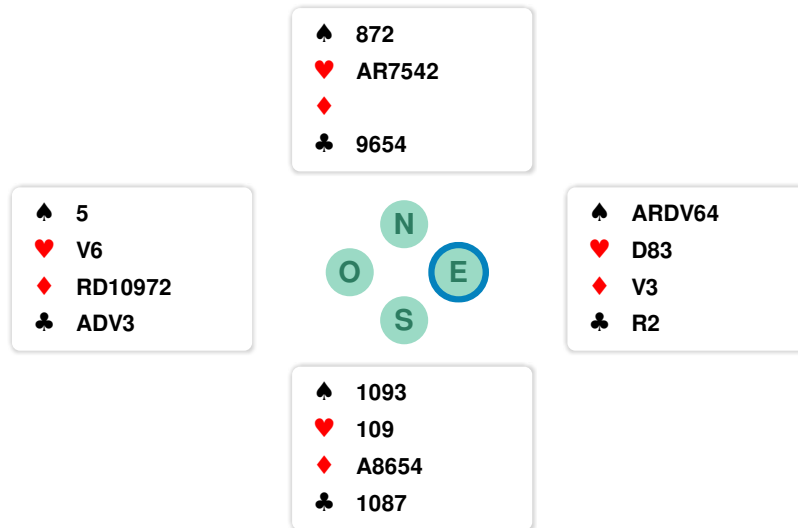 ♠ 872
♥ AR7542
♦
♣ 9654
♠ 5
♥ V6
♦ RD10972
♣ ADV3
N
O
E
S
♠ ARDV64
♥ D83
♦ V3
♣ R2
♠ 1093
♥ 109
♦ A8654
♣ 1087